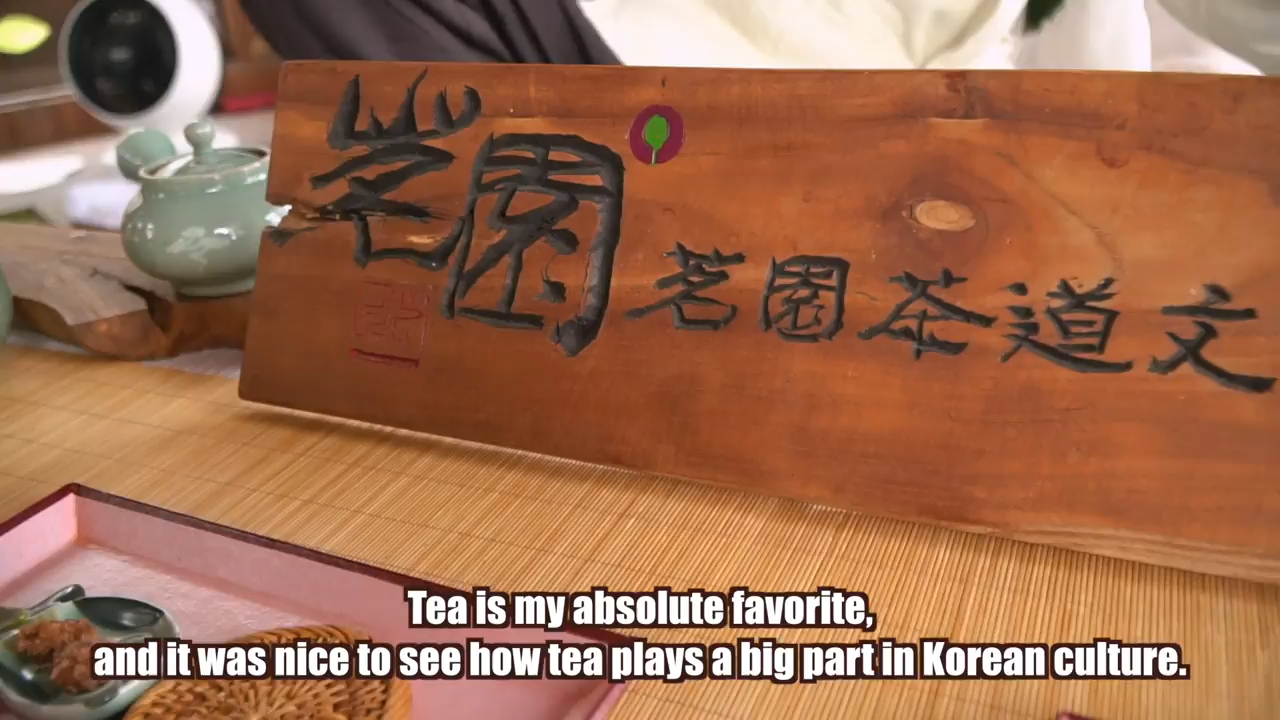 茗園
茗園茶道文
Tea is my absolute favorite,
and it was nice to see how tea plays a big part in Korean culture.